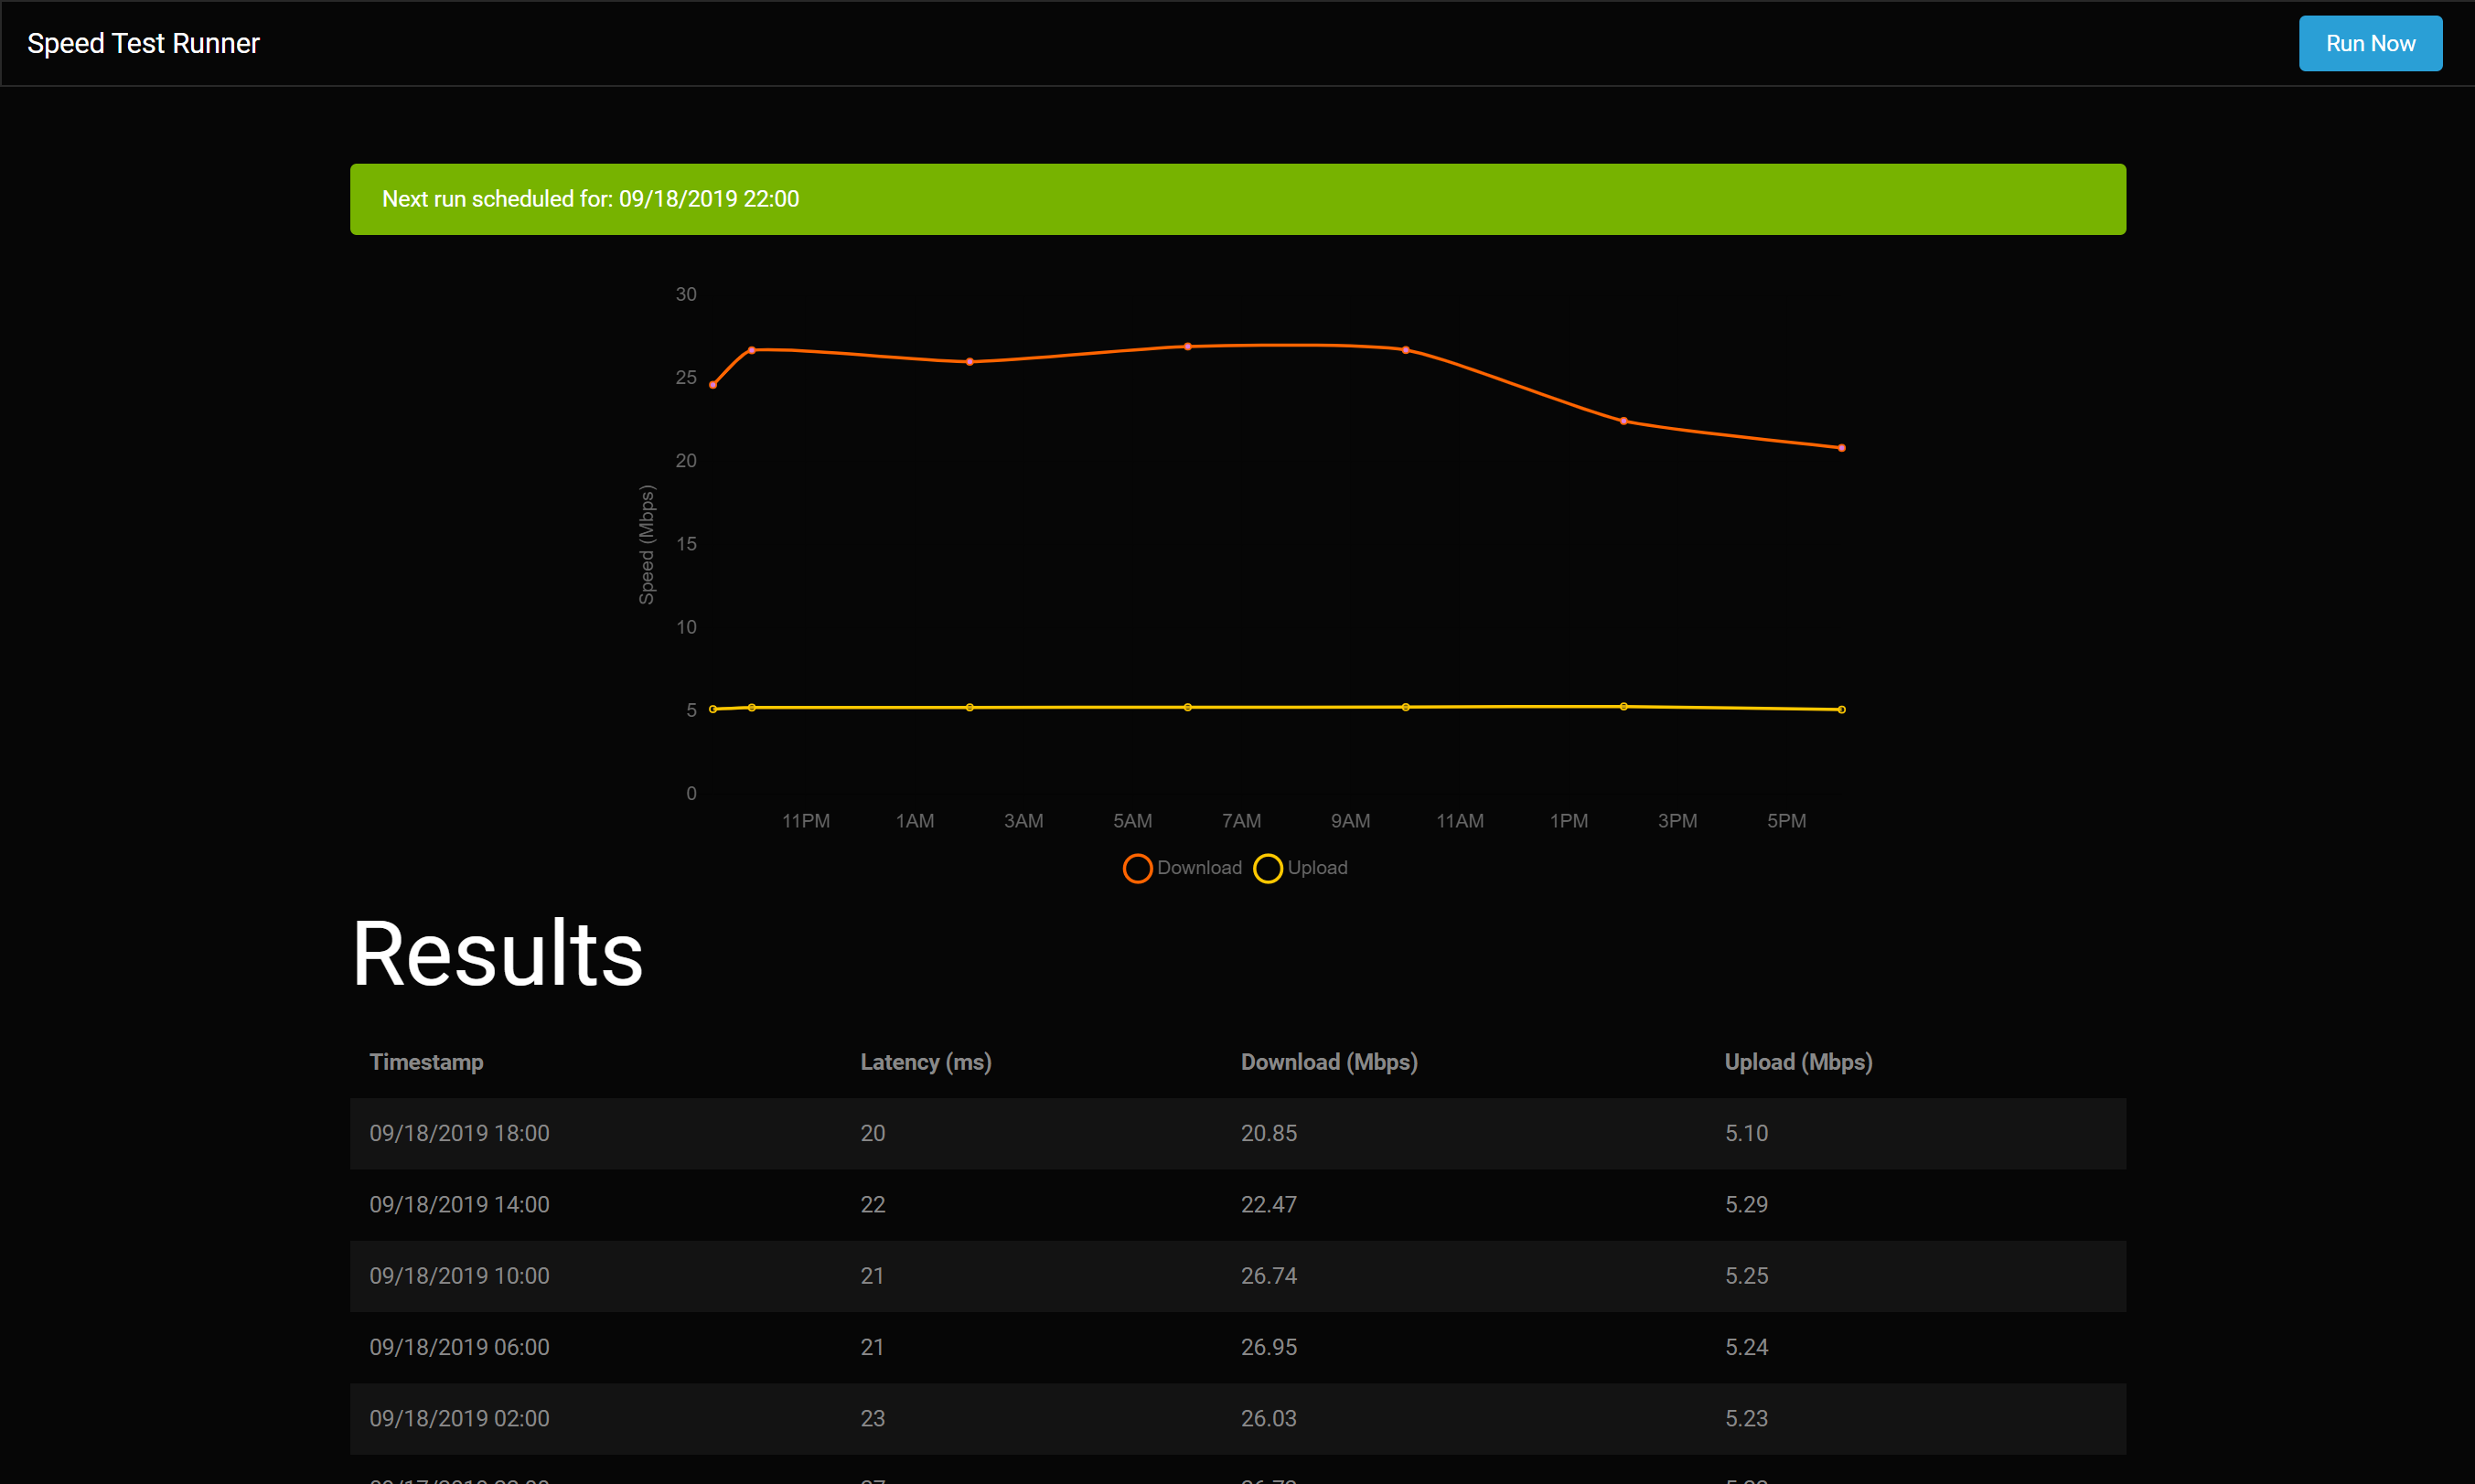 Speed Test Runner
Run Now
Next run scheduled for: 09/18/2019 22:00
30
25
20
15
10
5
0
Speed (Mbps)
11PM 1AM 3AM 5AM 7AM 9AM 11AM 1PM 3PM 5PM
Download Upload
Results
Timestamp Latency (ms) Download (Mbps) Upload (Mbps)
09/18/2019 18:00 20 20.85 5.10
09/18/2019 14:00 22 22.47 5.29
09/18/2019 10:00 21 26.74 5.25
09/18/2019 06:00 21 26.95 5.24
09/18/2019 02:00 23 26.03 5.23